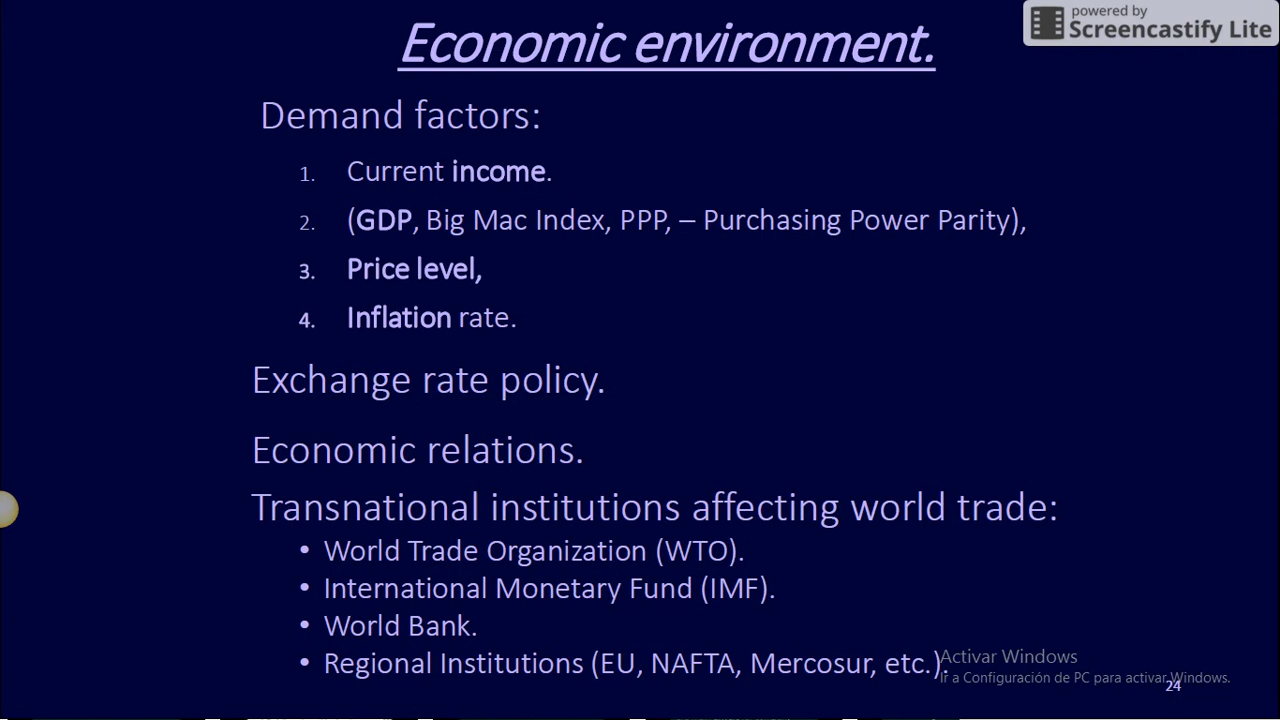 powered by
Screencastify Lite
Economic environment.
Demand factors:
1. Current income.
2. (GDP, Big Mac Index, PPP, – Purchasing Power Parity),
3. Price level,
4. Inflation rate.
Exchange rate policy.
Economic relations.
Transnational institutions affecting world trade:
• World Trade Organization (WTO).
• International Monetary Fund (IMF).
• World Bank.
• Regional Institutions (EU, NAFTA, Mercosur, etc.).
Activar Windows
Ir a Configuración de PC para activar Windows.
24